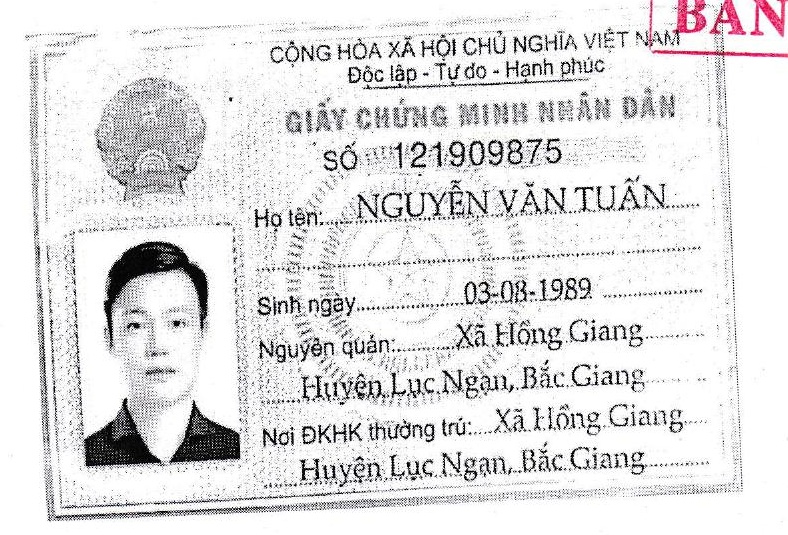 BẢN
CỘNG HÒA XÃ HỘI CHỦ NGHĨA VIỆT NAM
Độc lập - Tự do - Hạnh phúc
GIẤY CHỨNG MINH NHÂN DÂN
SỐ 121909875
Họ tên: NGUYỄN VĂN TUẤN
Sinh ngày 03-08-1989
Nguyên quán: Xã Hồng Giang
Huyện Lục Ngạn, Bắc Giang
Nơi ĐKHK thường trú: Xã Hồng Giang
Huyện Lục Ngạn, Bắc Giang